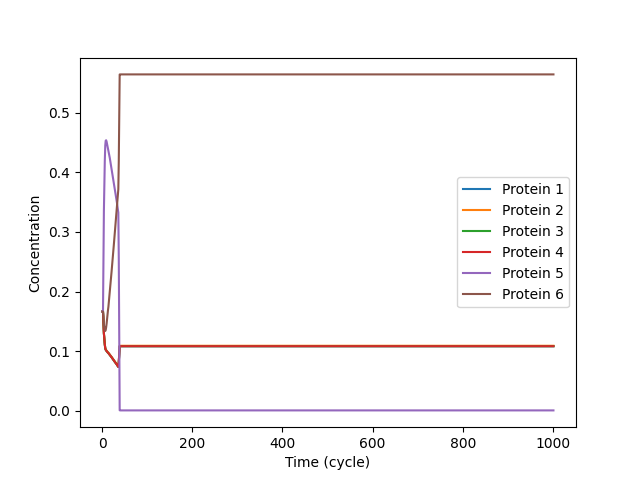 Concentration
0.5
0.4
0.3
0.2
0.1
0.0
Protein 1
Protein 2
Protein 3
Protein 4
Protein 5
Protein 6
0 200 400 600 800 1000
Time (cycle)